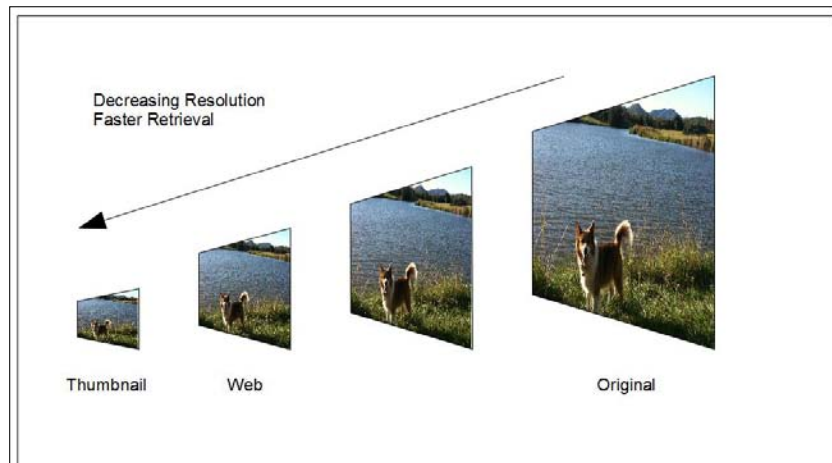 Decreasing Resolution
Faster Retrieval
Thumbnail
Web
Original